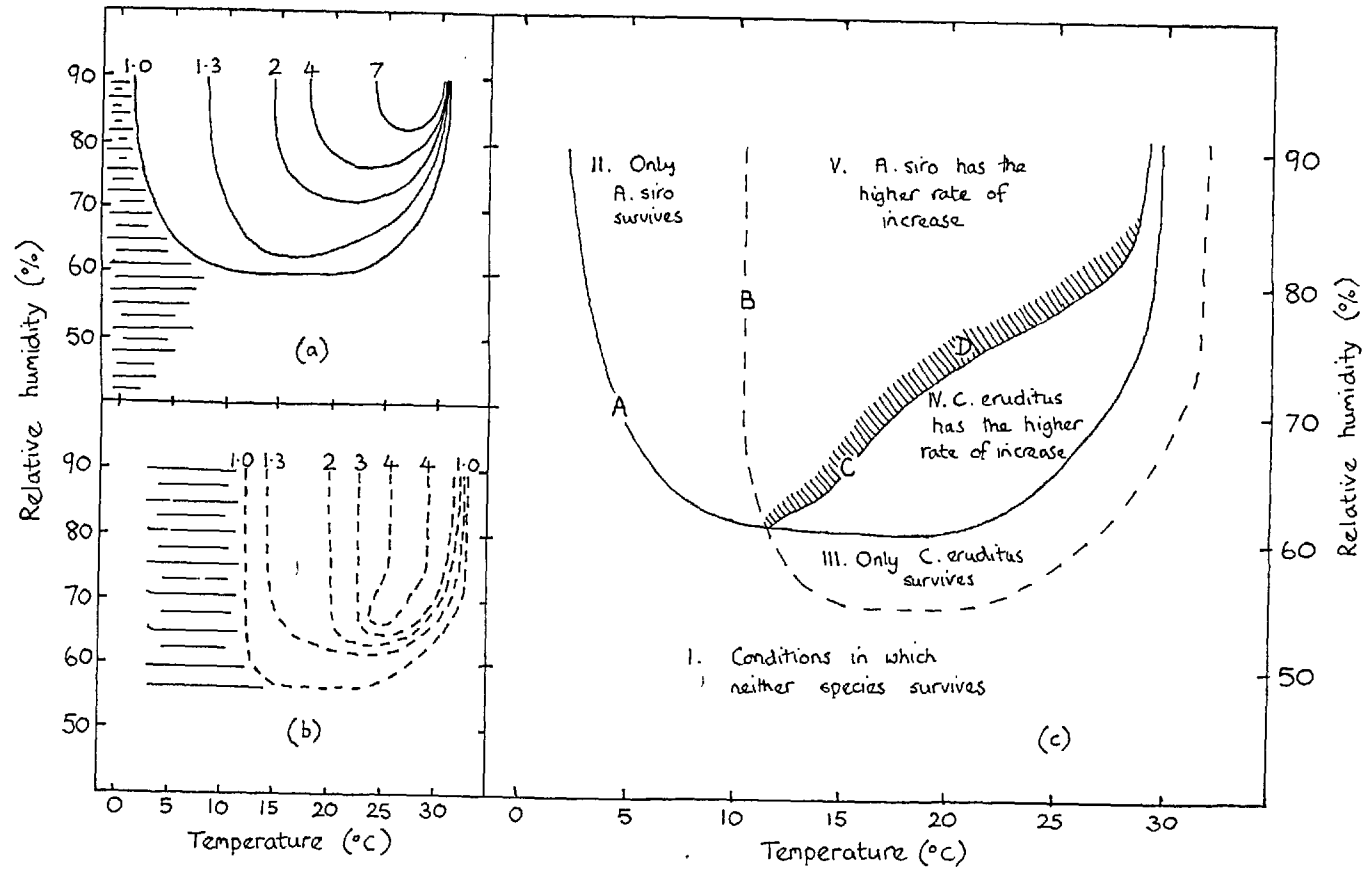 1·0 1·3 2 4 7
90
80
70
60
50
(a)
Relative humidity (%)
1·0 1·3 2 3 4 4 1·0
90
80
70
60
50
(b)
0 5 10 15 20 25 30
Temperature (°C)
II. Only
A. siro
survives
V. A. siro has the
higher rate of
increase
B
D
A
C
IV. C. eruditus
has the higher
rate of increase
III. Only C. eruditus
survives
I. Conditions in which
neither species survives
(c)
90
80
70
60
50
Relative humidity (%)
0 5 10 15 20 25 30
Temperature (°C)